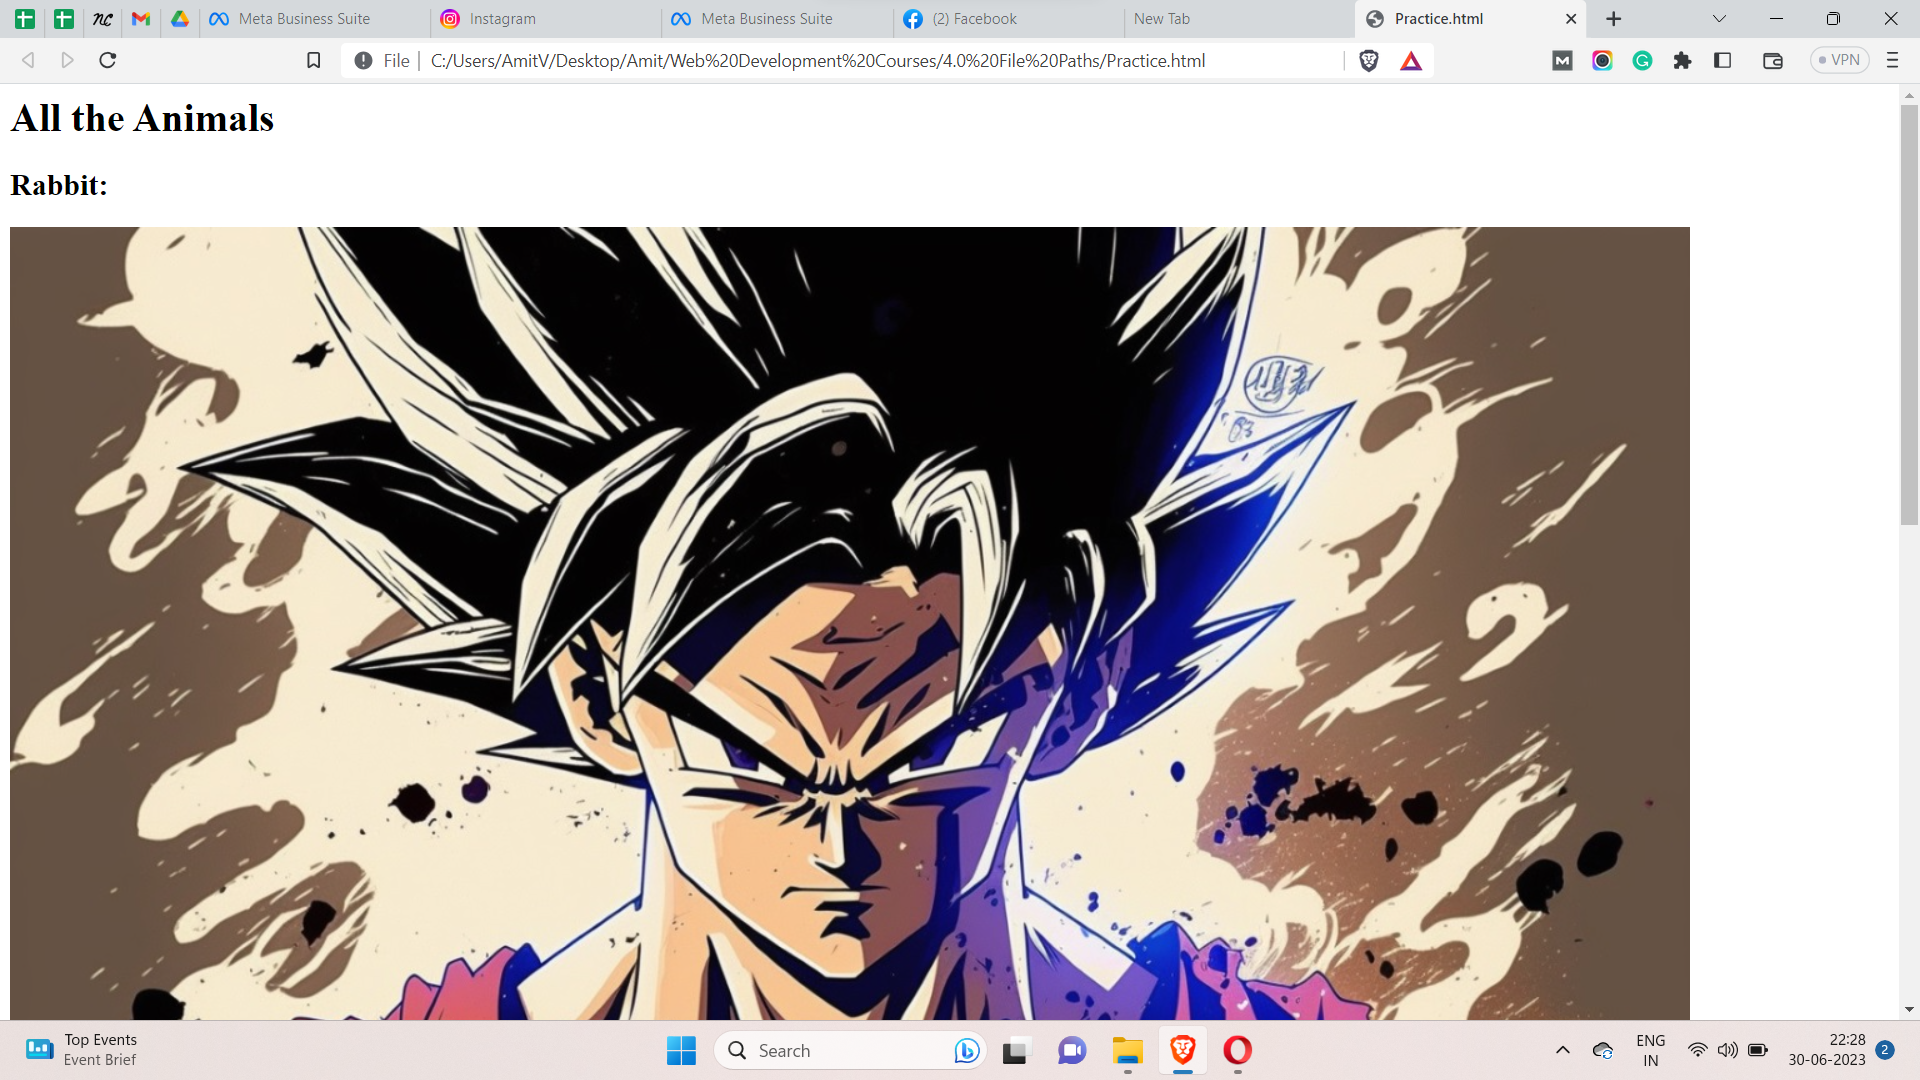 Meta Business Suite
Instagram
Meta Business Suite
(2) Facebook
New Tab
Practice.html
File
C:/Users/AmitV/Desktop/Amit/Web%20Development%20Courses/4.0%20File%20Paths/Practice.html
VPN
All the Animals
Rabbit:
Top Events
Event Brief
Search
ENG
IN
22:28
30-06-2023
2